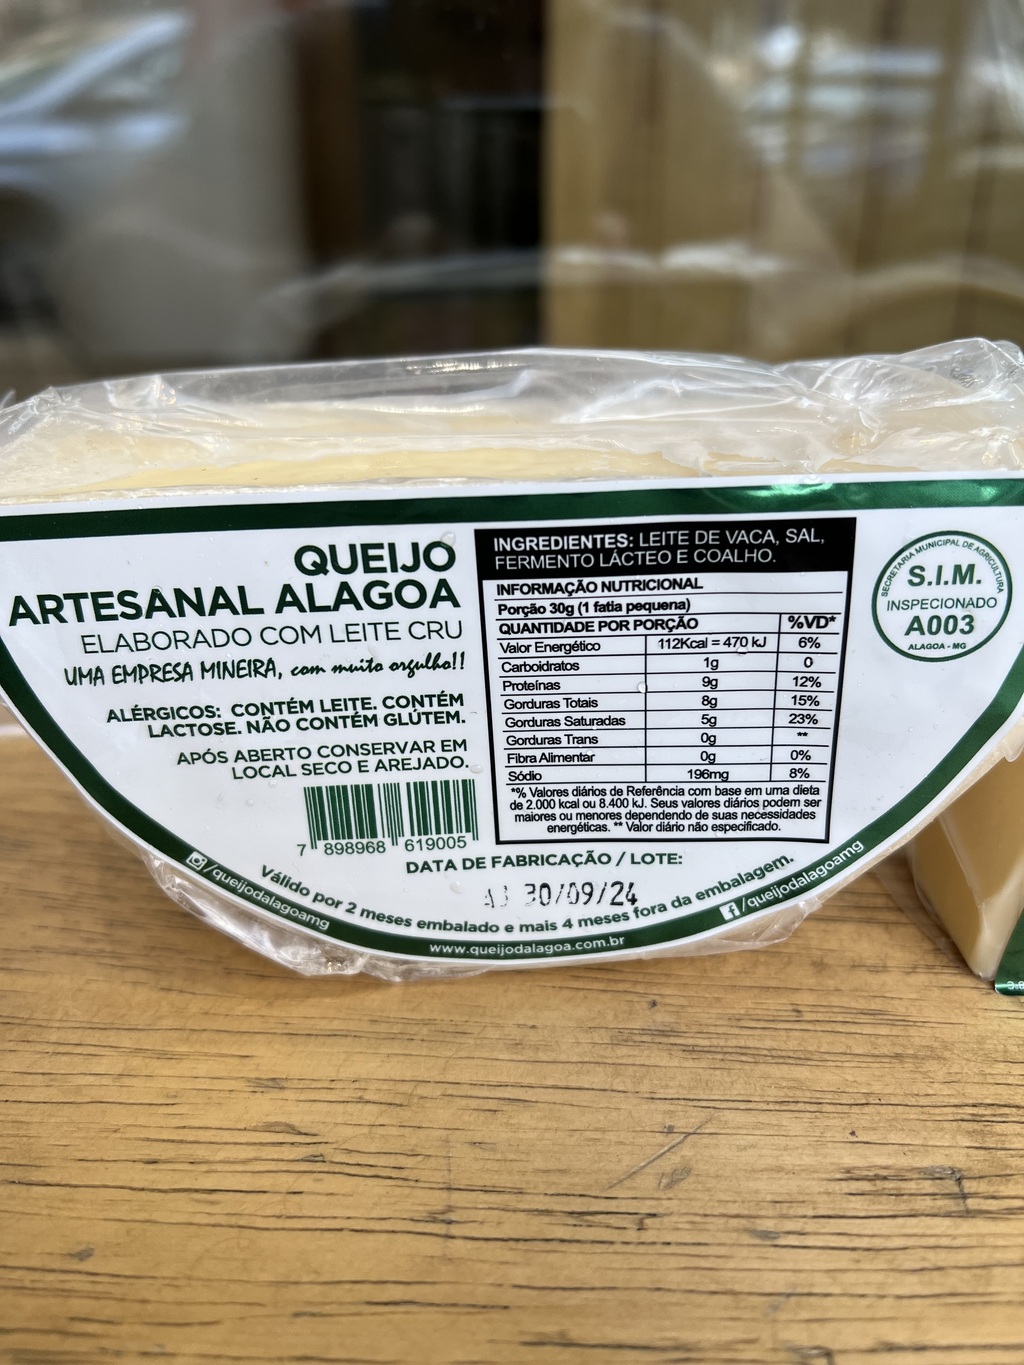 QUEIJO
ARTESANAL ALAGOA
ELABORADO COM LEITE CRU
UMA EMPRESA MINEIRA, com muito orgulho!!
ALÉRGICOS: CONTÉM LEITE. CONTÉM
LACTOSE. NÃO CONTÉM GLÚTEM.
APÓS ABERTO CONSERVAR EM
LOCAL SECO E AREJADO.
7 898968 619005
INGREDIENTES: LEITE DE VACA, SAL,
FERMENTO LÁCTEO E COALHO.
INFORMAÇÃO NUTRICIONAL
Porção 30g (1 fatia pequena)
QUANTIDADE POR PORÇÃO %VD*
Valor Energético 112Kcal = 470 kJ 6%
Carboidratos 1g 0
Proteínas 9g 12%
Gorduras Totais 8g 15%
Gorduras Saturadas 5g 23%
Gorduras Trans 0g **
Fibra Alimentar 0g 0%
Sódio 196mg 8%
*% Valores diários de Referência com base em uma dieta
de 2.000 kcal ou 8.400 kJ. Seus valores diários podem ser
maiores ou menores dependendo de suas necessidades
energéticas. ** Valor diário não especificado.
SECRETARIA MUNICIPAL DE AGRICULTURA
S.I.M.
INSPECIONADO
A003
ALAGOA - MG
DATA DE FABRICAÇÃO / LOTE:
30/09/24
Válido por 2 meses embalado e mais 4 meses fora da embalagem.
/queijodalagoamg
www.queijodalagoa.com.br
/queijodalagoamg